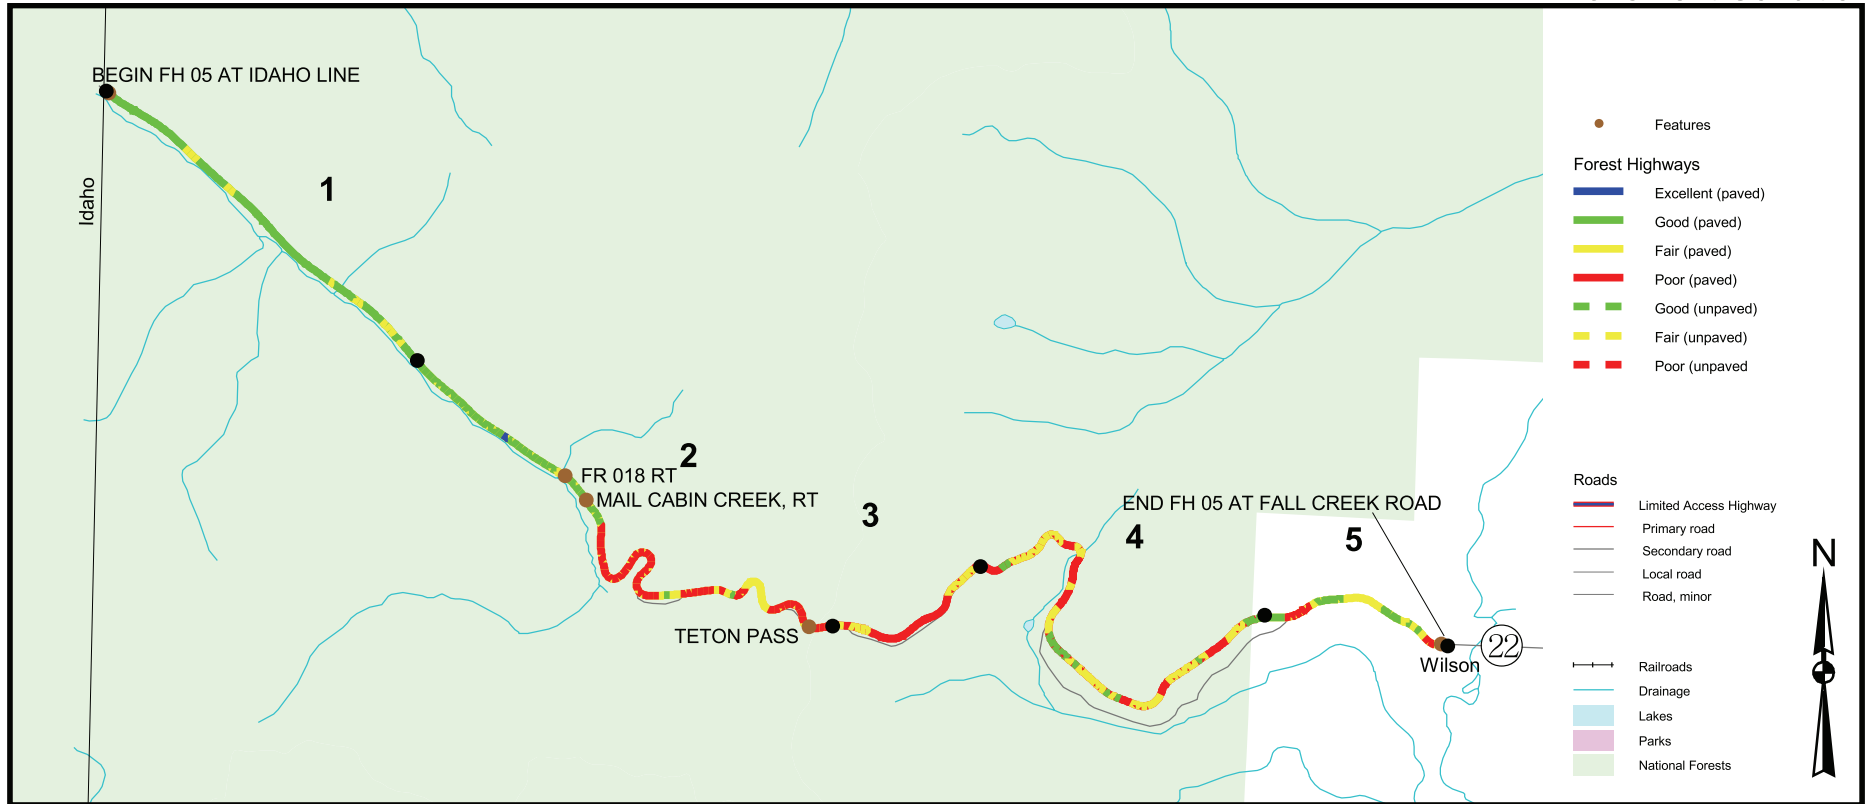 BEGIN FH 05 AT IDAHO LINE
Idaho
1
2
FR 018 RT
MAIL CABIN CREEK, RT
3
END FH 05 AT FALL CREEK ROAD
4
5
TETON PASS
Wilson
22
Features
Forest Highways
Excellent (paved)
Good (paved)
Fair (paved)
Poor (paved)
Good (unpaved)
Fair (unpaved)
Poor (unpaved
Roads
Limited Access Highway
Primary road
Secondary road
Local road
Road, minor
N
Railroads
Drainage
Lakes
Parks
National Forests